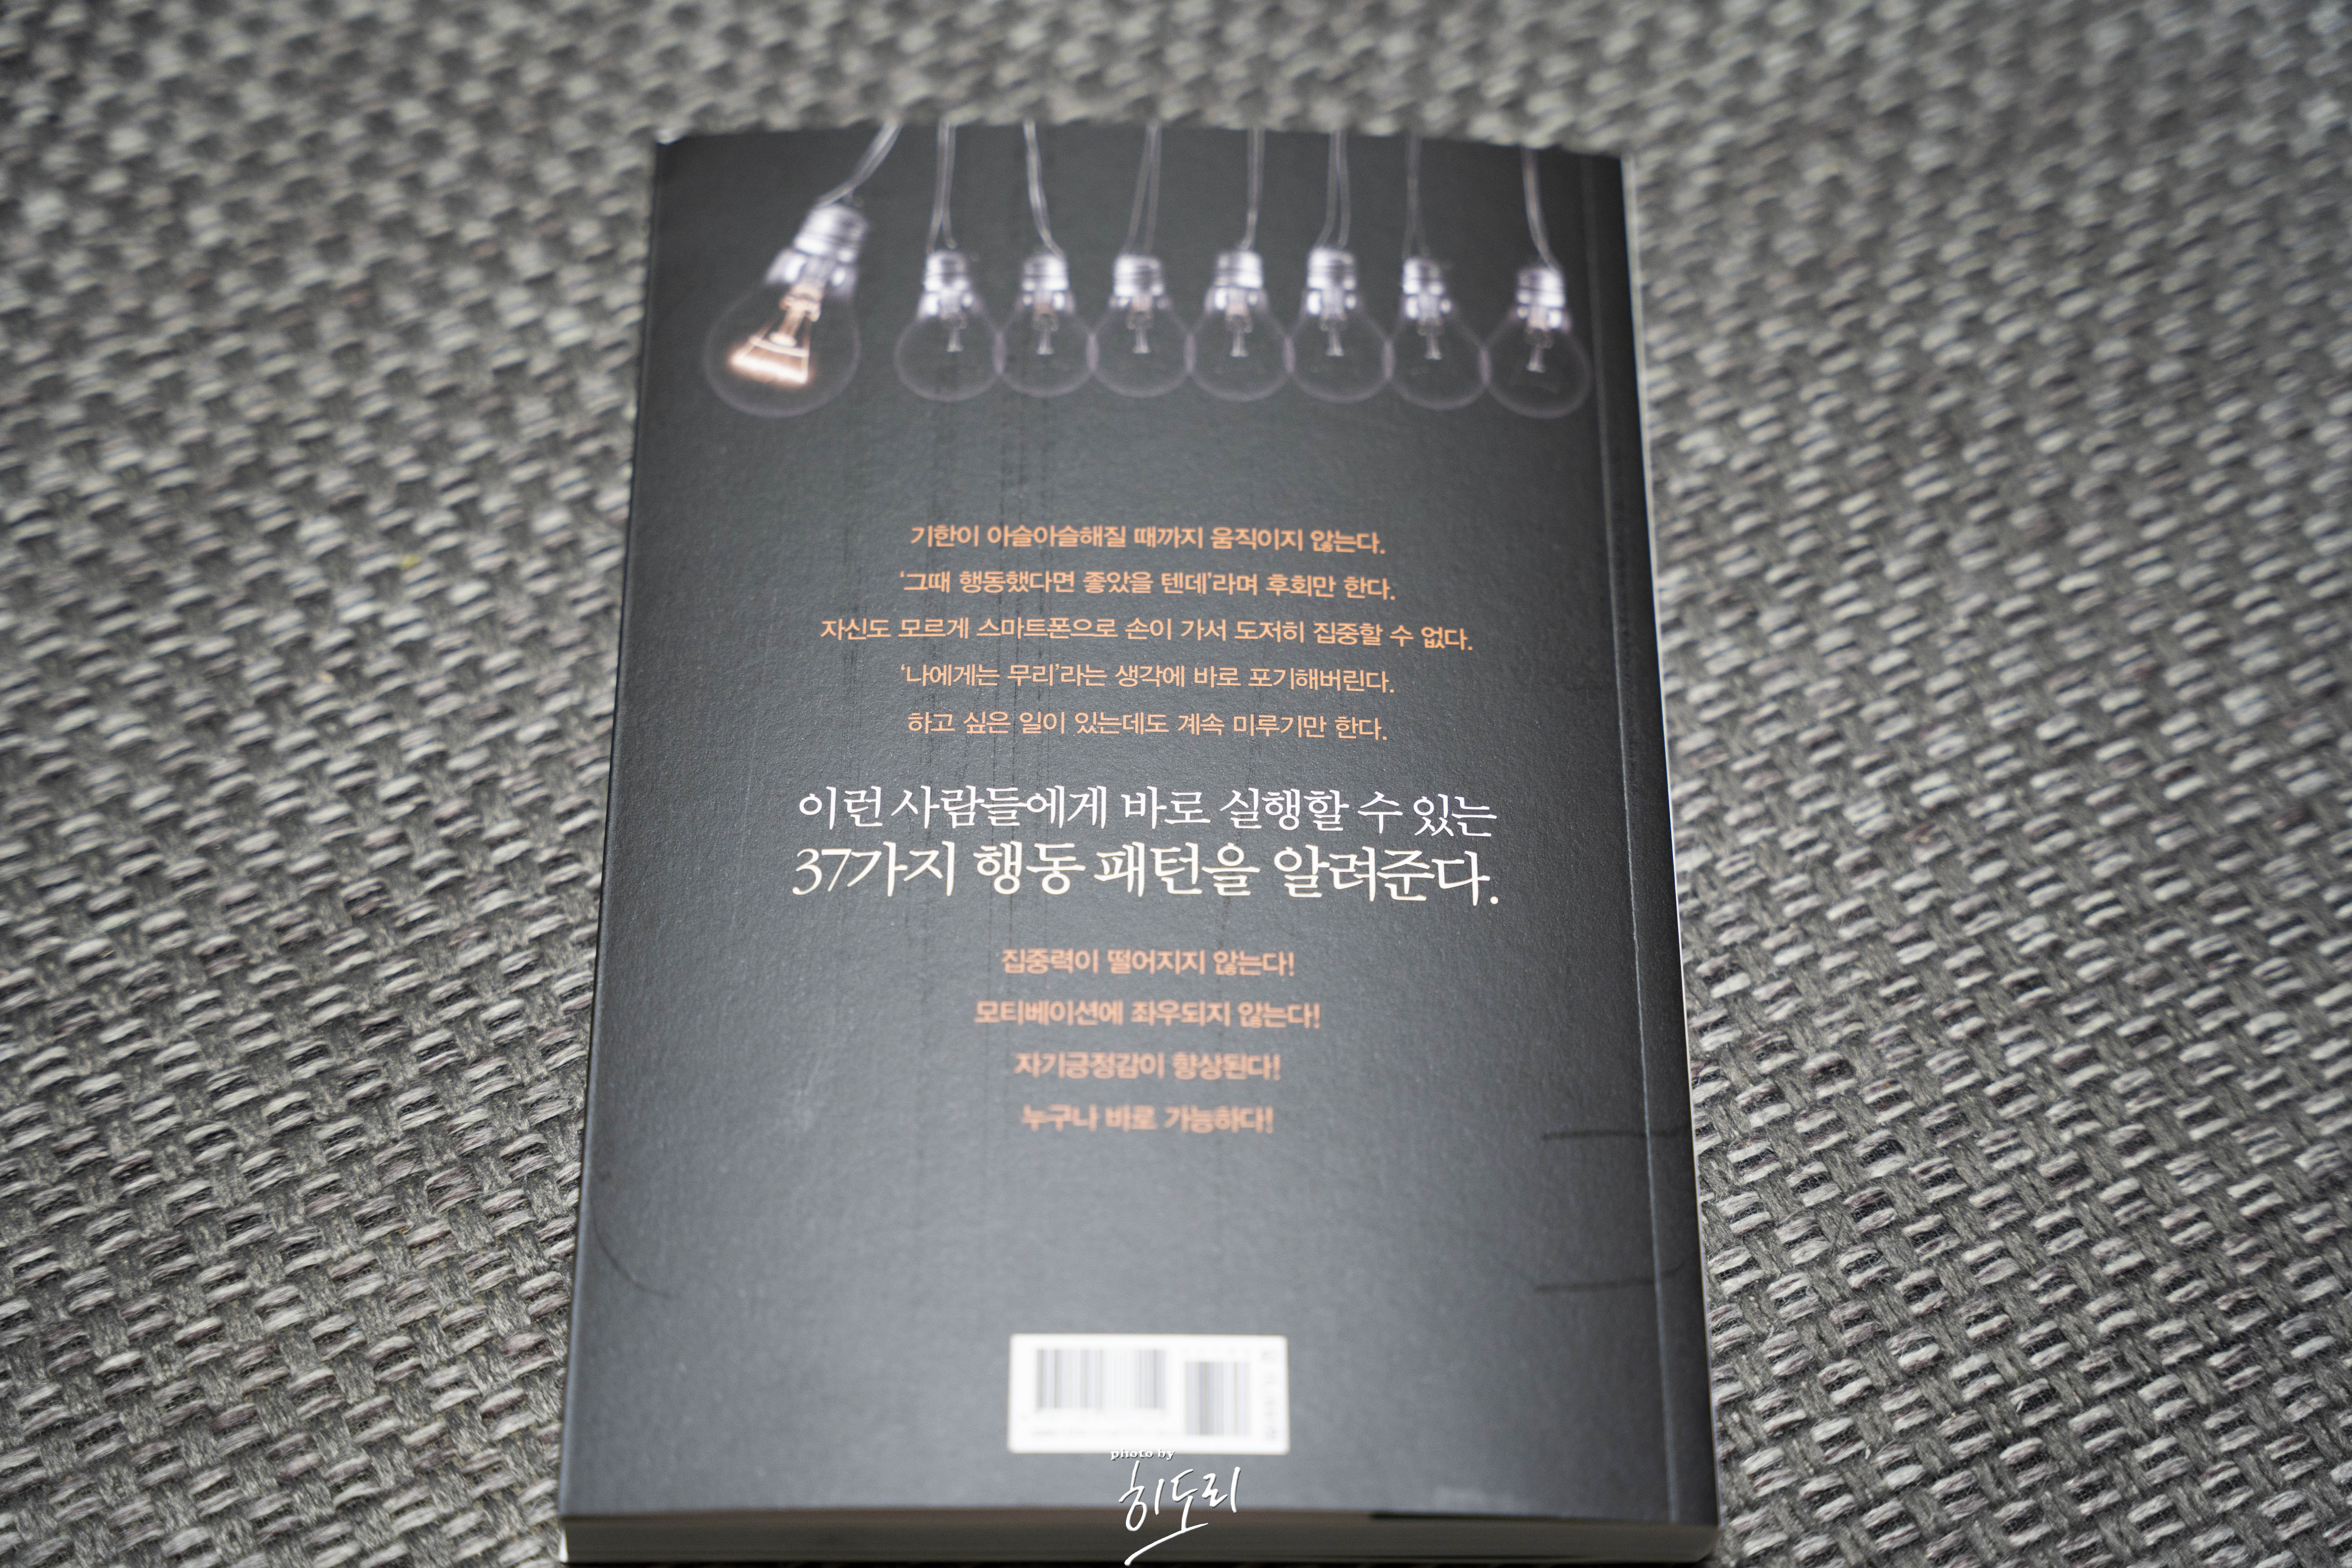 기한이 아슬아슬해질 때까지 움직이지 않는다.
‘그때 행동했다면 좋았을 텐데’라며 후회만 한다.
자신도 모르게 스마트폰으로 손이 가서 도저히 집중할 수 없다.
‘나에게는 무리’라는 생각에 바로 포기해버린다.
하고 싶은 일이 있는데도 계속 미루기만 한다.
이런 사람들에게 바로 실행할 수 있는
37가지 행동 패턴을 알려준다.
집중력이 떨어지지 않는다!
모티베이션에 좌우되지 않는다!
자기긍정감이 향상된다!
누구나 바로 가능하다!
photo by
히도리